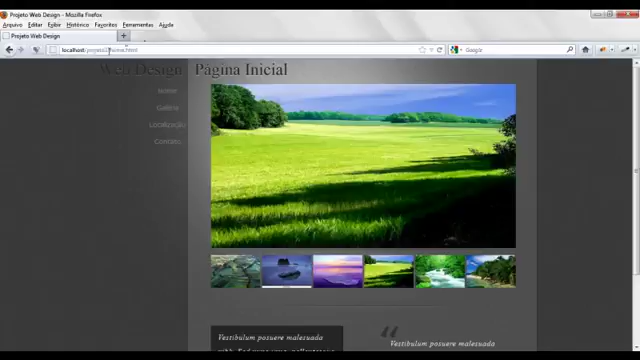 Projeto Web Design - Mozilla Firefox
Arquivo Editar Exibir Histórico Favoritos Ferramentas Ajuda
Projeto Web Design
Google
Web Design
Página Inicial
Home
Galeria
Localização
Contato
Vestibulum posuere malesuada
Vestibulum posuere malesuada